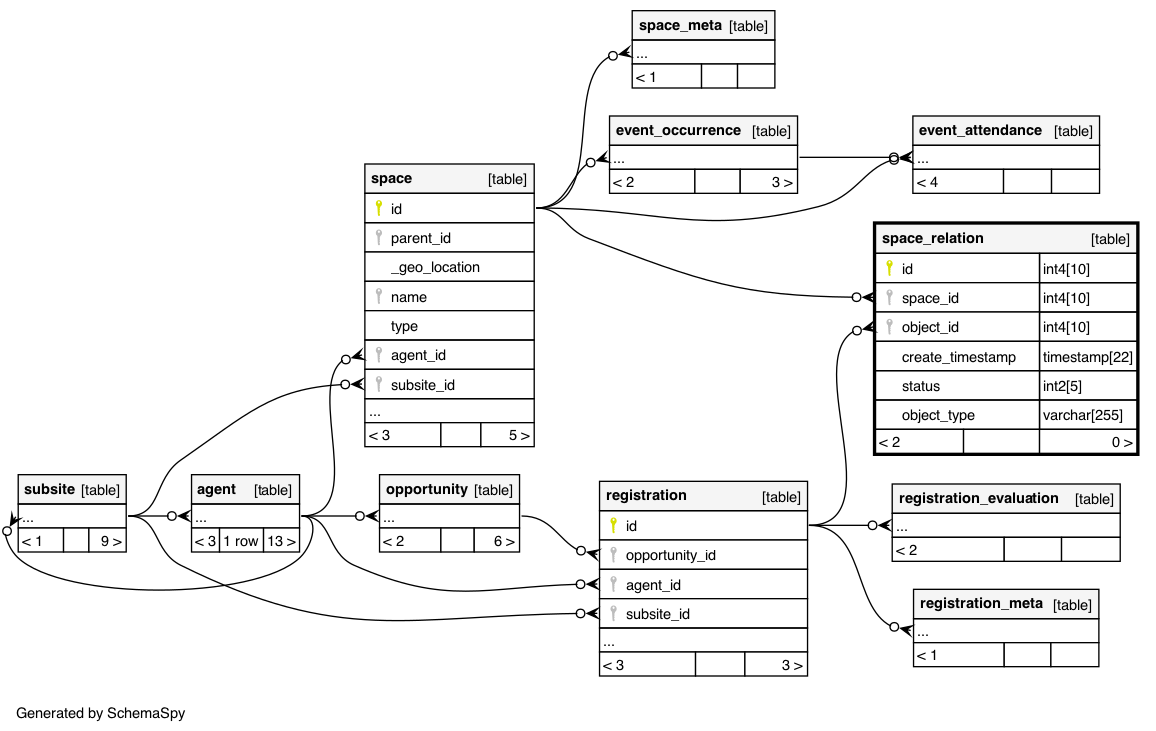 space_meta [table]
...
< 1
event_occurrence [table]
...
< 2 3 >
event_attendance [table]
...
< 4
space [table]
id
parent_id
_geo_location
name
type
agent_id
subsite_id
...
< 3 5 >
space_relation [table]
id int4[10]
space_id int4[10]
object_id int4[10]
create_timestamp timestamp[22]
status int2[5]
object_type varchar[255]
< 2 0 >
subsite [table]
...
< 1 9 >
agent [table]
...
< 3 1 row 13 >
opportunity [table]
...
< 2 6 >
registration [table]
id
opportunity_id
agent_id
subsite_id
...
< 3 3 >
registration_evaluation [table]
...
< 2
registration_meta [table]
...
< 1
Generated by SchemaSpy